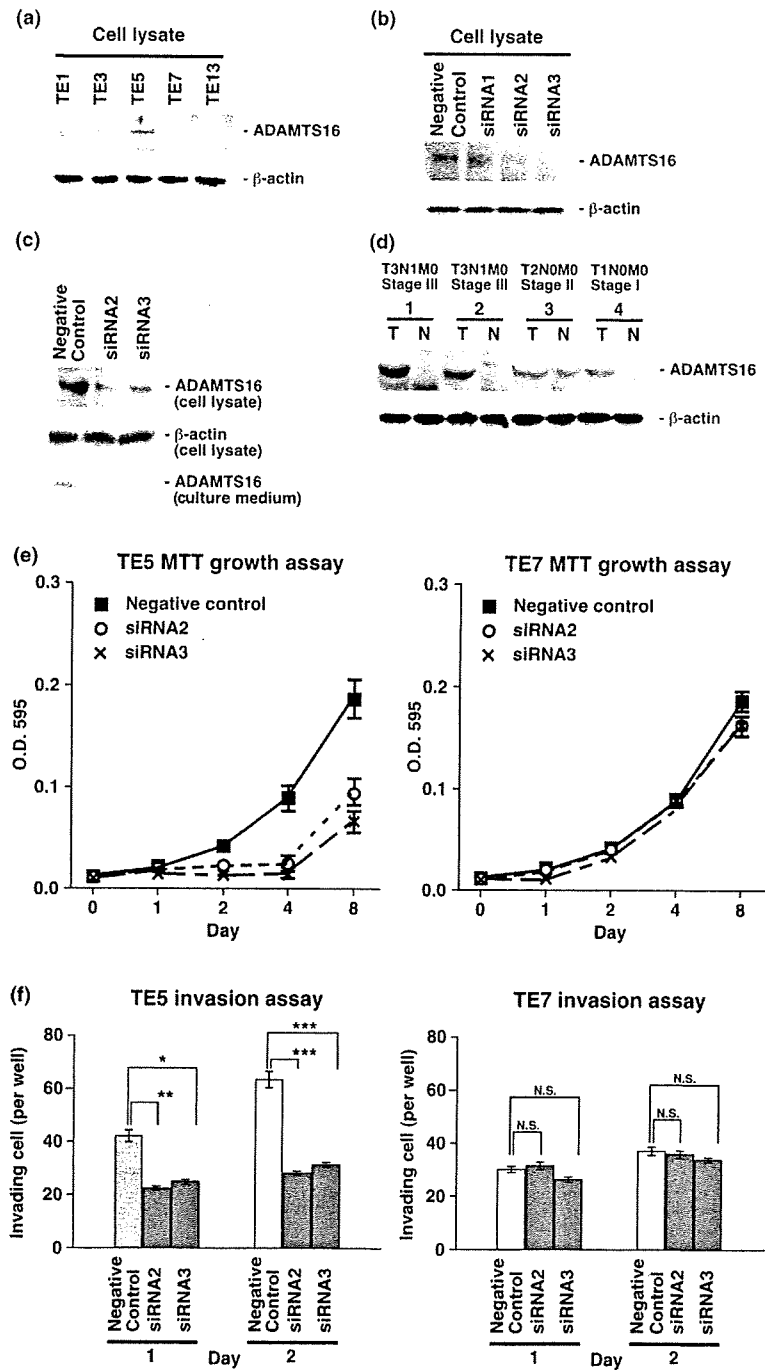 (a)
Cell lysate
TE1
TE3
TE5
TE7
TE13
- ADAMTS16
- β-actin
(b)
Cell lysate
Negative
Control
siRNA1
siRNA2
siRNA3
- ADAMTS16
- β-actin
(c)
Negative
Control
siRNA2
siRNA3
- ADAMTS16
(cell lysate)
- β-actin
(cell lysate)
- ADAMTS16
(culture medium)
(d)
T3N1M0 T3N1M0 T2N0M0 T1N0M0
Stage III Stage III Stage II Stage I
1 2 3 4
T N T N T N T N
- ADAMTS16
- β-actin
(e)
TE5 MTT growth assay
0.3
0.2
0.1
0.0
O.D. 595
Negative control
siRNA2
siRNA3
0 1 2 4 8
Day
TE7 MTT growth assay
0.3
0.2
0.1
0.0
O.D. 595
Negative control
siRNA2
siRNA3
0 1 2 4 8
Day
(f)
TE5 invasion assay
80
60
40
20
0
Invading cell (per well)
*
**
***
***
Negative
Control
siRNA2
siRNA3
Negative
Control
siRNA2
siRNA3
1 Day 2
TE7 invasion assay
80
60
40
20
0
Invading cell (per well)
N.S.
N.S.
N.S.
N.S.
Negative
Control
siRNA2
siRNA3
Negative
Control
siRNA2
siRNA3
1 Day 2